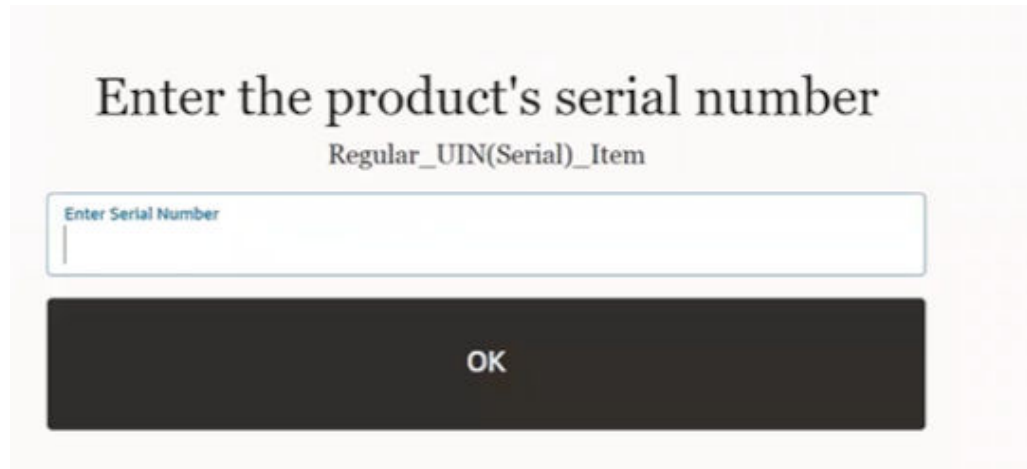 Enter the product's serial number
Regular_UIN(Serial)_Item
Enter Serial Number
OK